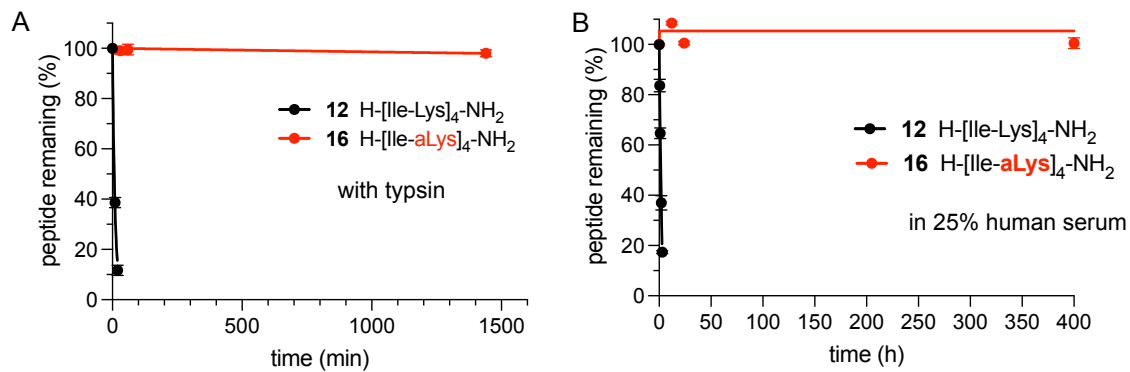 A
peptide remaining (%)
100
80
60
40
20
0
12 H-[Ile-Lys]4-NH2
16 H-[Ile-aLys]4-NH2
with typsin
0 500 1000 1500
time (min)
B
peptide remaining (%)
100
80
60
40
20
0
12 H-[Ile-Lys]4-NH2
16 H-[Ile-aLys]4-NH2
in 25% human serum
0 50 100 150 200 250 300 350 400
time (h)